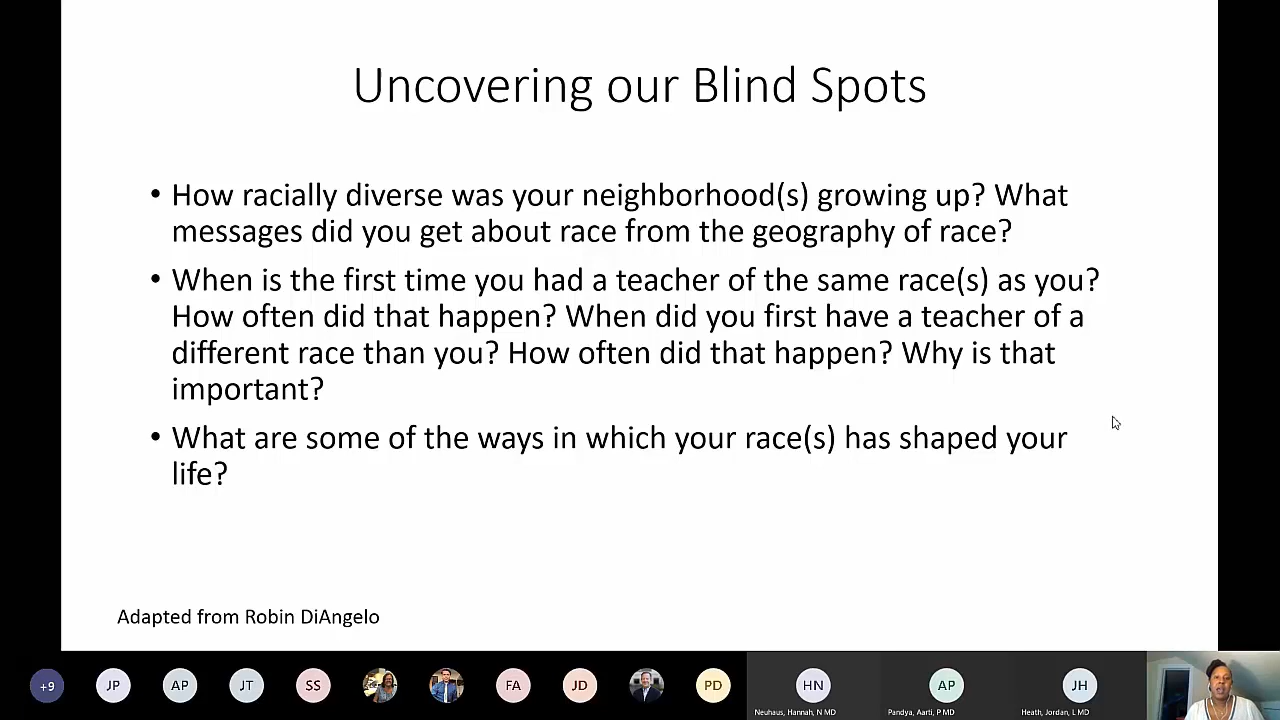 Uncovering our Blind Spots
• How racially diverse was your neighborhood(s) growing up? What
messages did you get about race from the geography of race?
• When is the first time you had a teacher of the same race(s) as you?
How often did that happen? When did you first have a teacher of a
different race than you? How often did that happen? Why is that
important?
• What are some of the ways in which your race(s) has shaped your
life?
Adapted from Robin DiAngelo
+9
JP
AP
JT
SS
FA
JD
PD
HN
AP
JH
Neuhaus, Hannah, N MD
Pandya, Aarti, P MD
Heath, Jordan, L MD